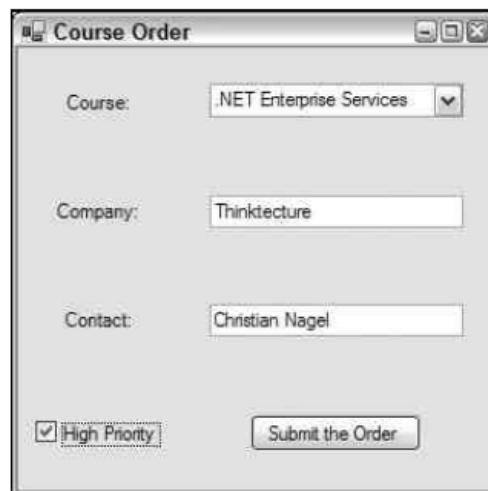 Course Order
Course: .NET Enterprise Services
Company: Thinktecture
Contact: Christian Nagel
High Priority Submit the Order